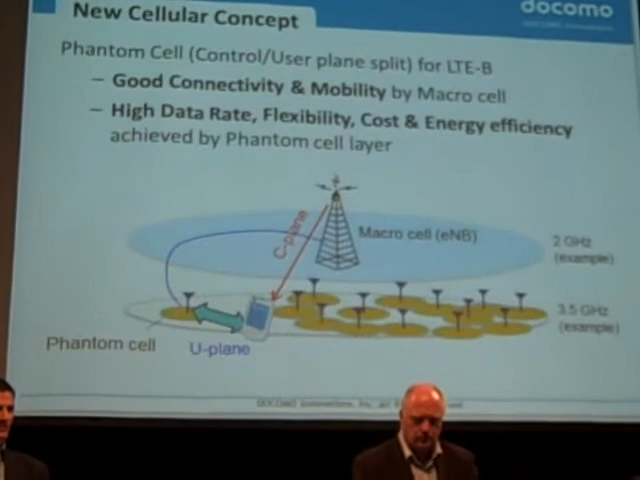 New Cellular Concept
docomo
Phantom Cell (Control/User plane split) for LTE-B
– Good Connectivity & Mobility by Macro cell
– High Data Rate, Flexibility, Cost & Energy efficiency
achieved by Phantom cell layer
C-plane
Macro cell (eNB)
2 GHz
(example)
3.5 GHz
(example)
Phantom cell
U-plane